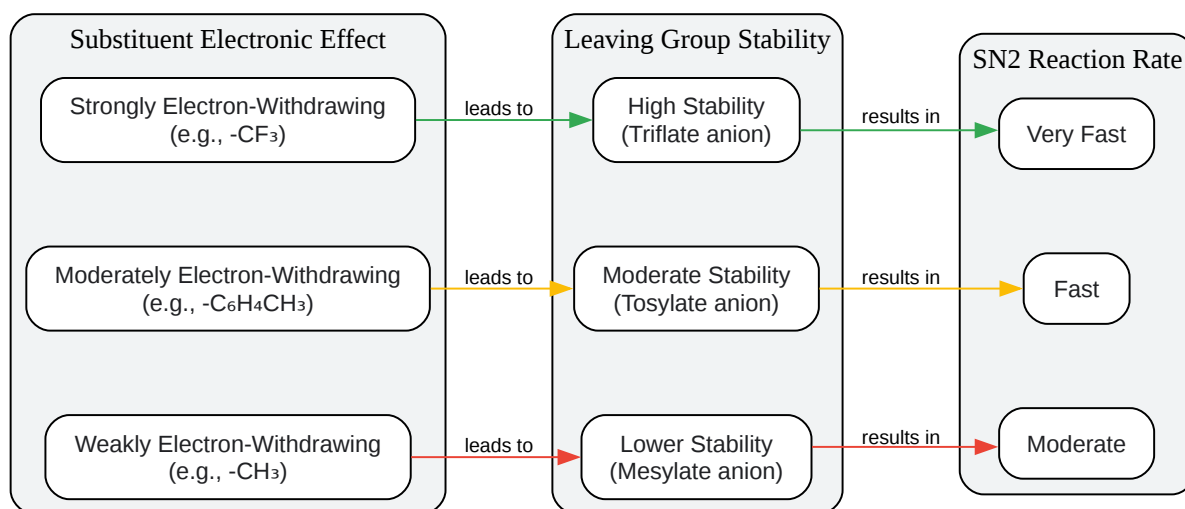 Substituent Electronic Effect
Leaving Group Stability
SN2 Reaction Rate
Strongly Electron-Withdrawing
(e.g., -CF₃)
leads to
High Stability
(Triflate anion)
results in
Very Fast
Moderately Electron-Withdrawing
(e.g., -C₆H₄CH₃)
leads to
Moderate Stability
(Tosylate anion)
results in
Fast
Weakly Electron-Withdrawing
(e.g., -CH₃)
leads to
Lower Stability
(Mesylate anion)
results in
Moderate